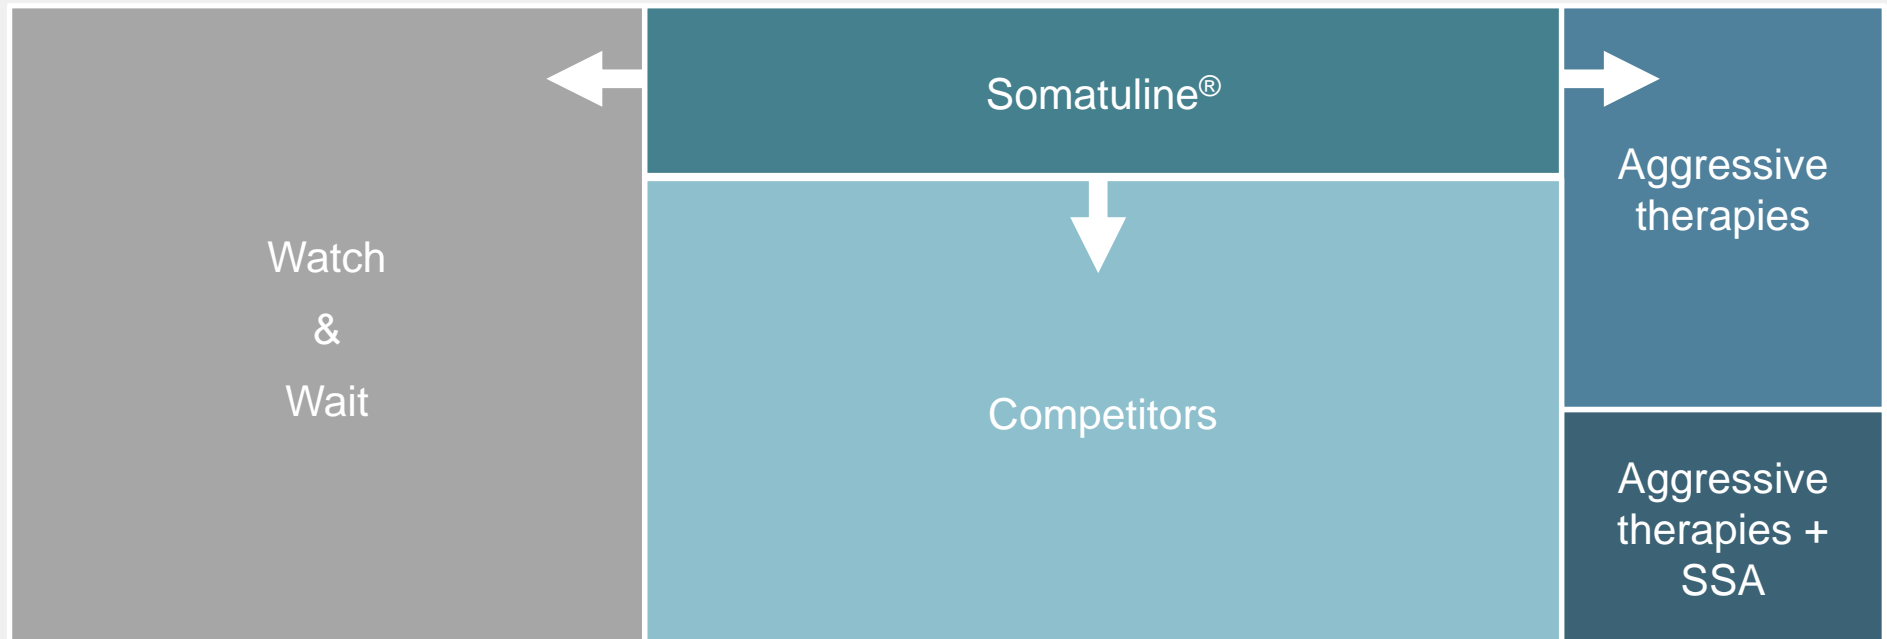 Watch
&
Wait
Somatuline®
Competitors
Aggressive
therapies
Aggressive
therapies +
SSA